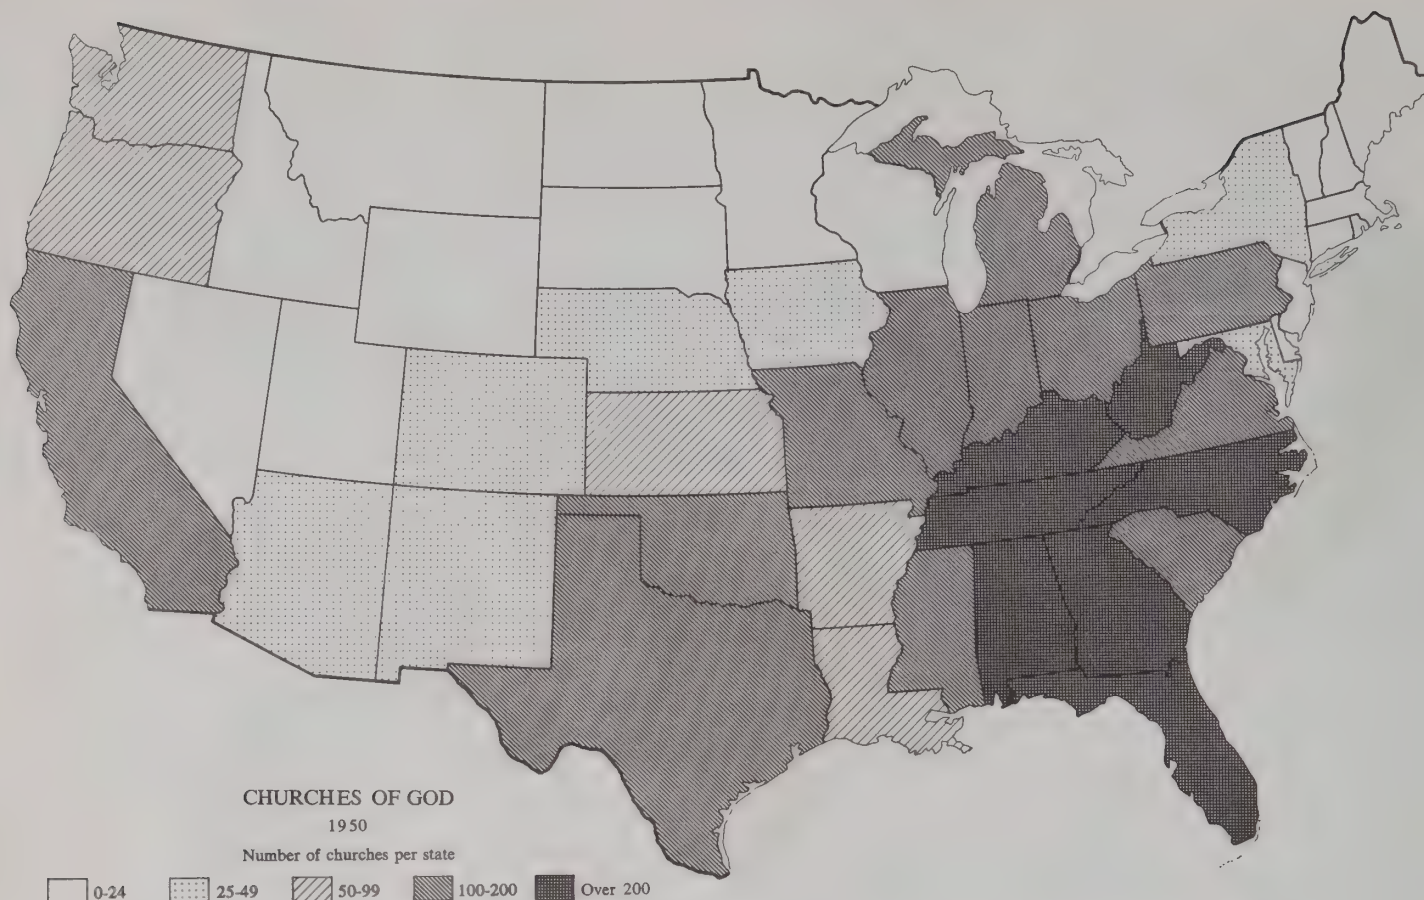 CHURCHES OF GOD
1950
Number of churches per state
0-24 25-49 50-99 100-200 Over 200